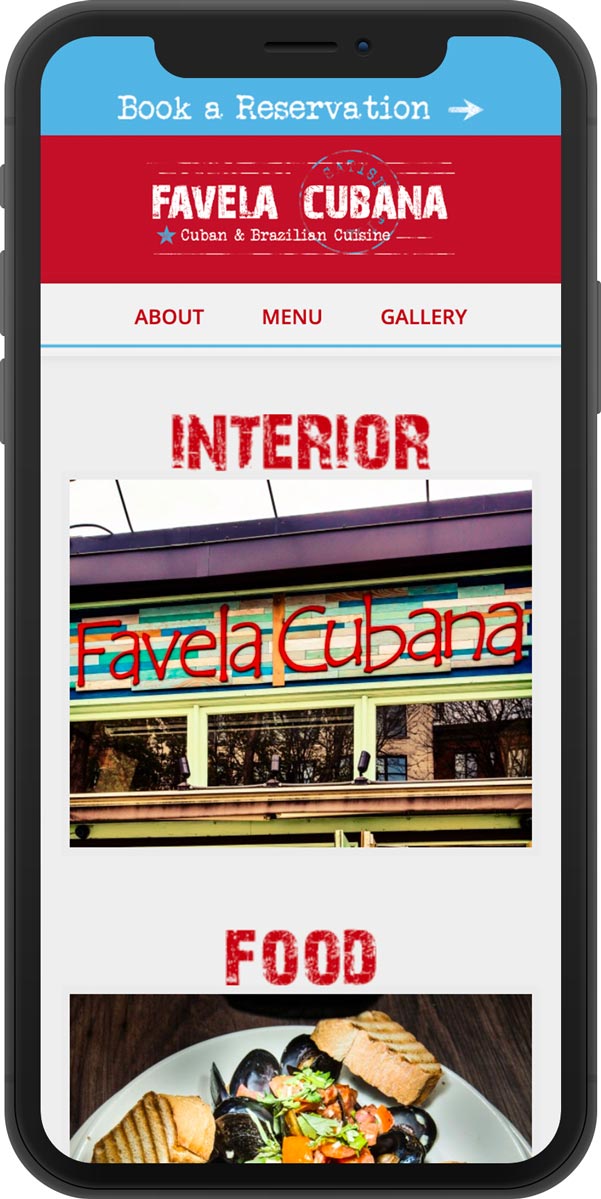 Book a Reservation →
FAVELA CUBANA
Cuban & Brazilian Cuisine
ABOUT
MENU
GALLERY
INTERIOR
Favela Cubana
FOOD